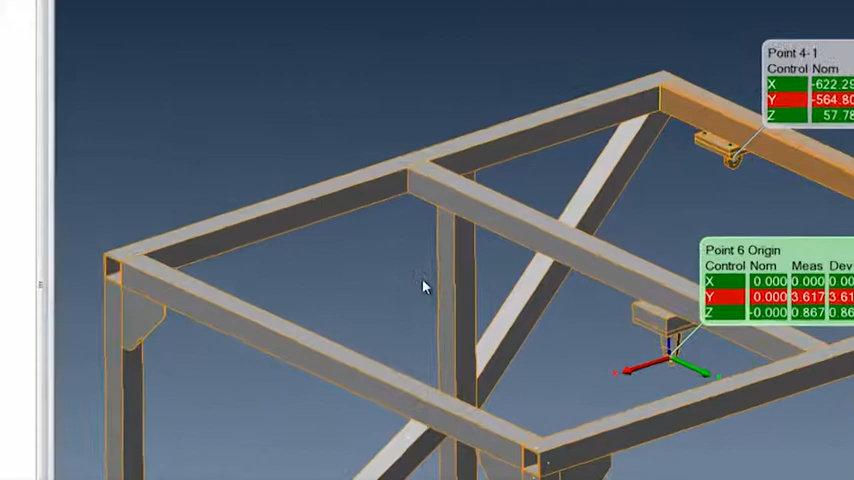 Point 4-1
Control Nom
X -622.29
Y -564.80
Z 57.78
Point 6 Origin
Control Nom Meas Dev
X 0.000 0.000 0.00
Y 0.000 3.617 3.61
Z -0.000 0.867 0.86